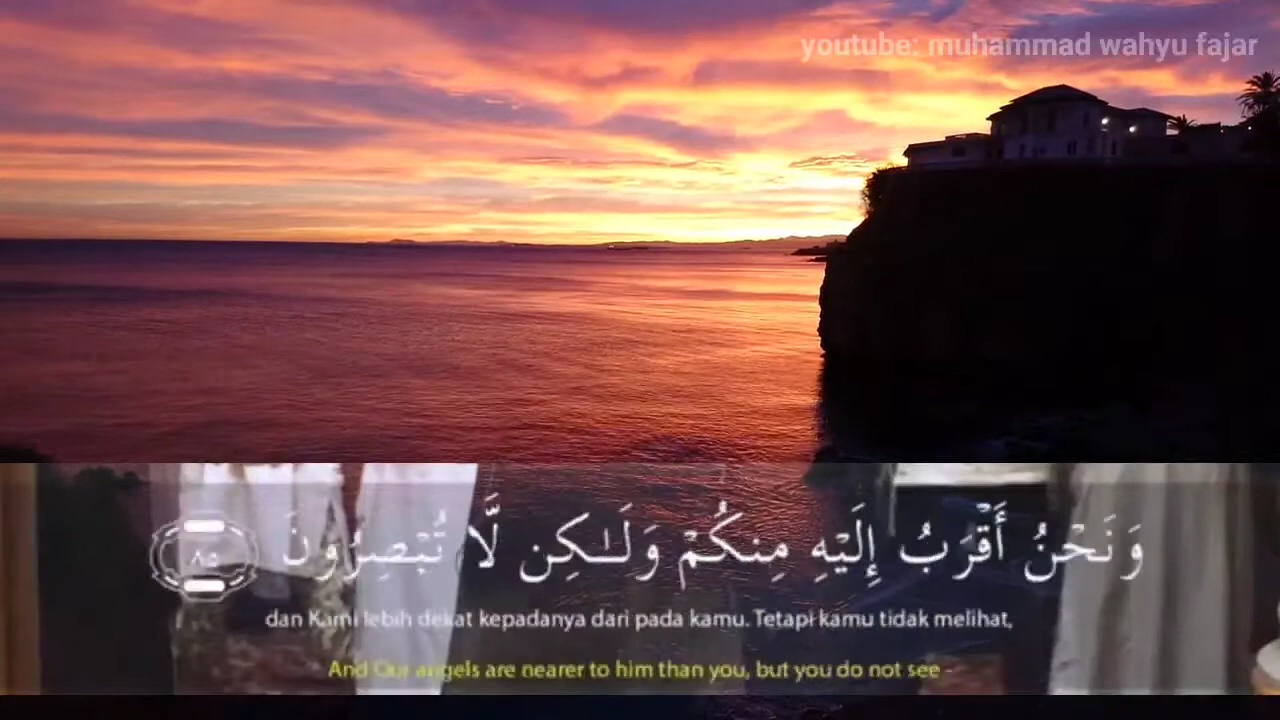 youtube: muhammad wahyu fajar
وَنَحْنُ أَقْرَبُ إِلَيْهِ مِنكُمْ وَلَـٰكِن لَّا تُبْصِرُونَ ٨٥
dan Kami lebih dekat kepadanya dari pada kamu. Tetapi kamu tidak melihat,
And Our angels are nearer to him than you, but you do not see -